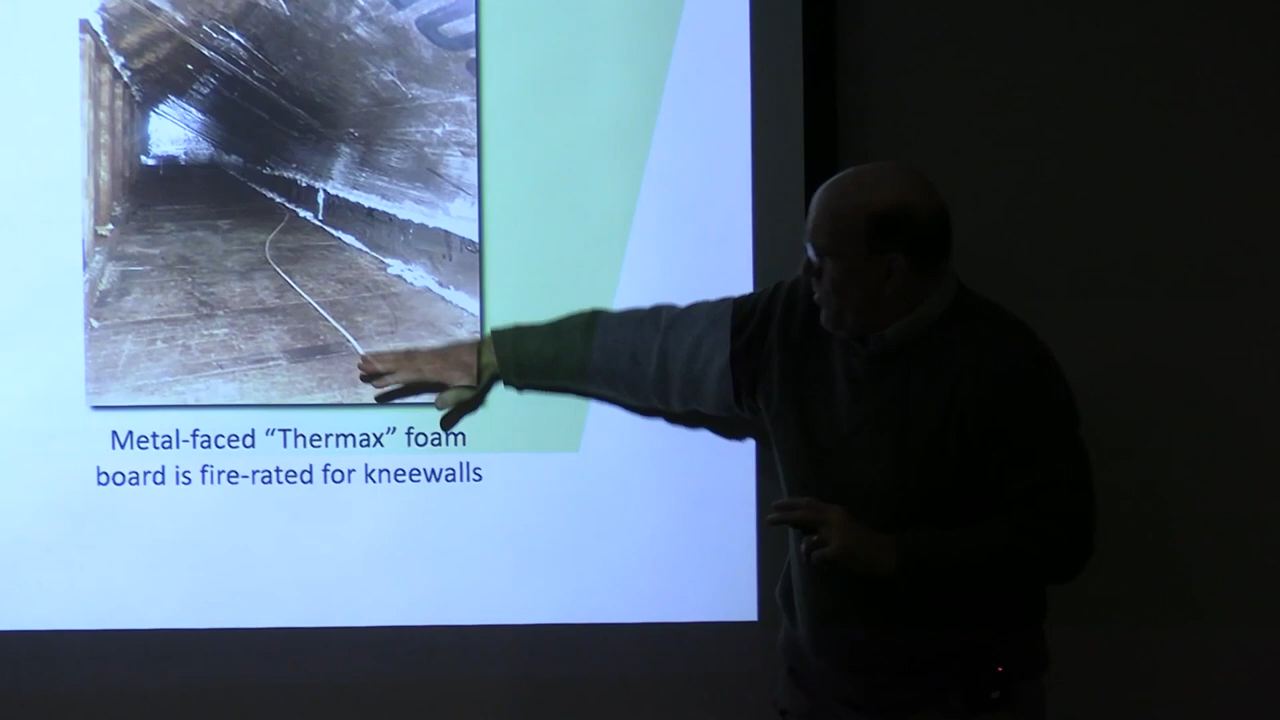 Metal-faced “Thermax” foam
board is fire-rated for kneewalls